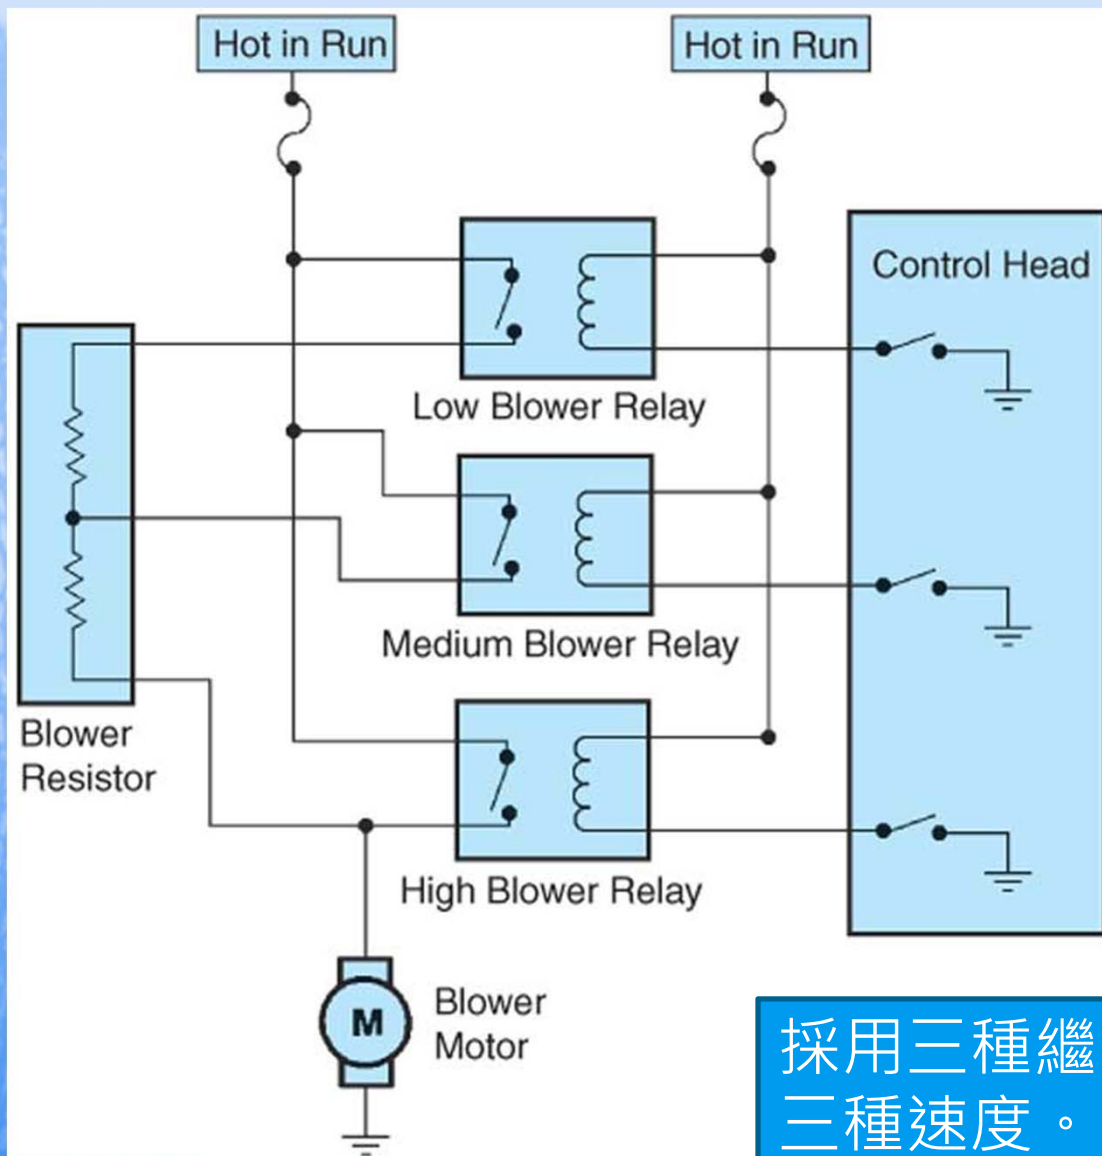 Hot in Run
Hot in Run
Control Head
Low Blower Relay
Medium Blower Relay
Blower
Resistor
High Blower Relay
M
Blower
Motor
採用三種繼
三種速度。